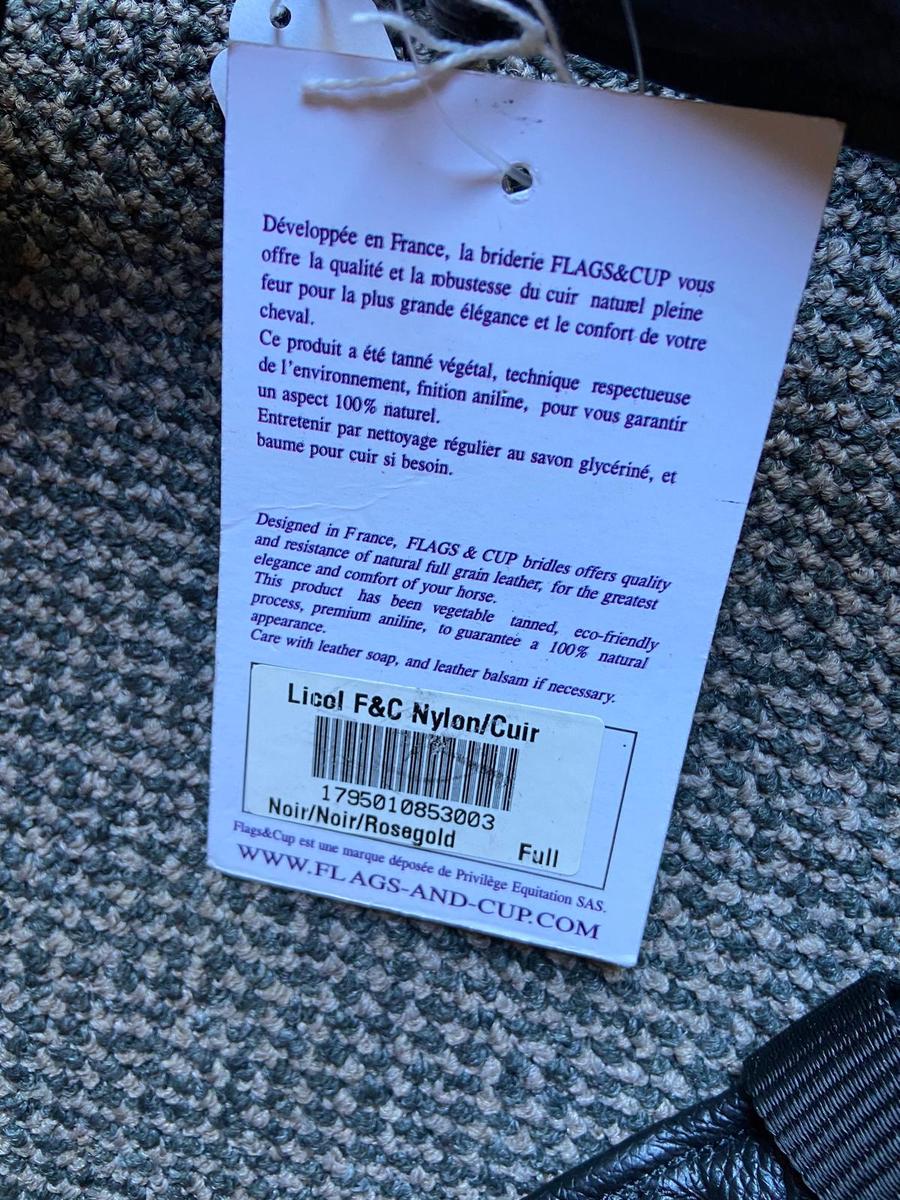 Développée en France, la briderie FLAGS&CUP vous
offre la qualité et la robustesse du cuir naturel pleine
feur pour la plus grande élégance et le confort de votre
cheval.
Ce produit a été tanné végétal, technique respectueuse
de l'environnement, fnition aniline, pour vous garantir
un aspect 100% naturel.
Entretenir par nettoyage régulier au savon glycériné, et
baume pour cuir si besoin.
Designed in France, FLAGS & CUP bridles offers quality
and resistance of natural full grain leather, for the greatest
elegance and comfort of your horse.
This product has been vegetable tanned, eco-friendly
process, premium aniline, to guarantee a 100% natural
appearance.
Care with leather soap, and leather balsam if necessary.
Licol F&C Nylon/Cuir
1795010853003
Noir/Noir/Rosegold Full
Flags&Cup est une marque déposée de Privilège Equitation SAS.
WWW.FLAGS-AND-CUP.COM